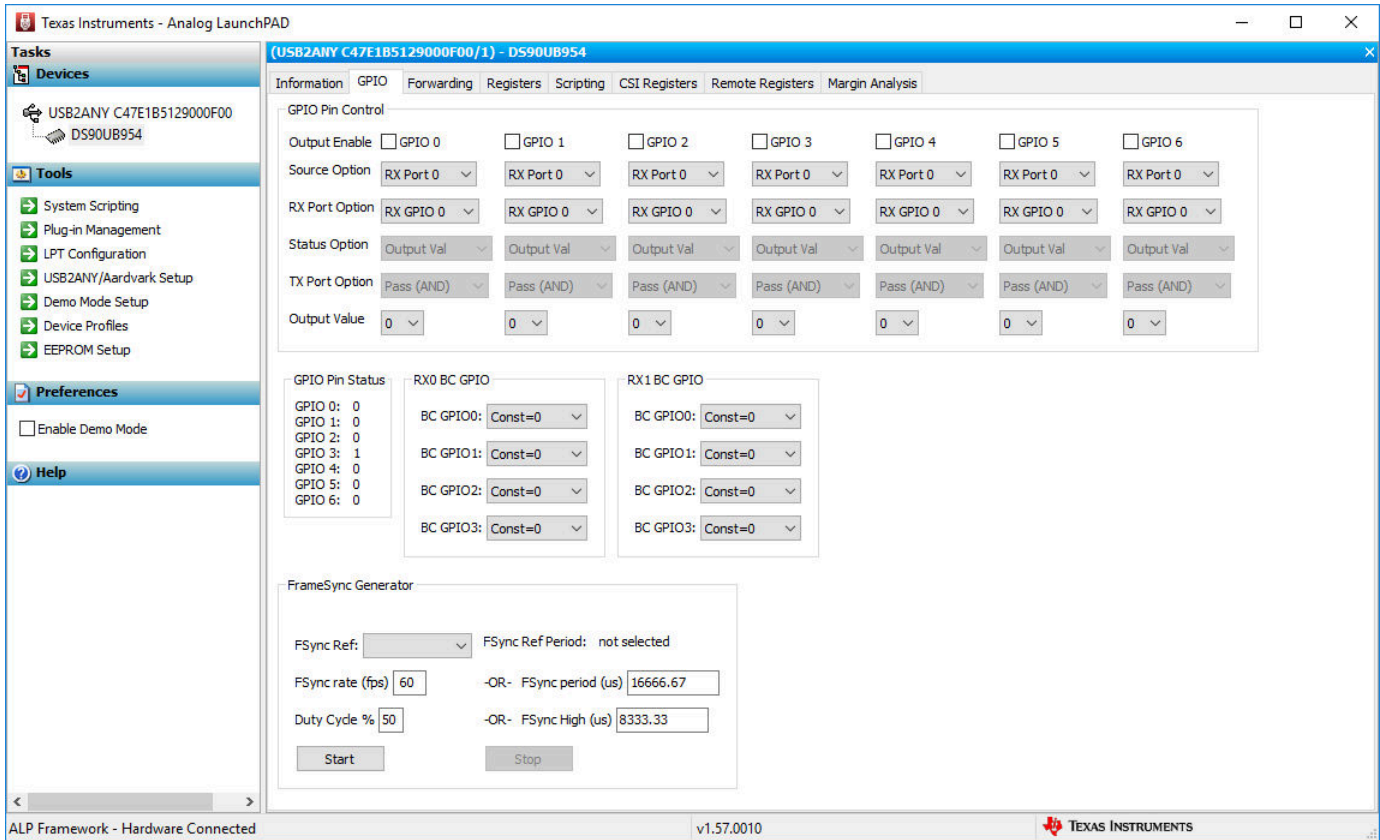 Texas Instruments - Analog LaunchPAD
Tasks
Devices
USB2ANY C47E1B5129000F00
DS90UB954
Tools
System Scripting
Plug-in Management
LPT Configuration
USB2ANY/Aardvark Setup
Demo Mode Setup
Device Profiles
EEPROM Setup
Preferences
Enable Demo Mode
Help
(USB2ANY C47E1B5129000F00/1) - DS90UB954
Information GPIO Forwarding Registers Scripting CSI Registers Remote Registers Margin Analysis
GPIO Pin Control
Output Enable GPIO 0 GPIO 1 GPIO 2 GPIO 3 GPIO 4 GPIO 5 GPIO 6
Source Option RX Port 0 RX Port 0 RX Port 0 RX Port 0 RX Port 0 RX Port 0 RX Port 0
RX Port Option RX GPIO 0 RX GPIO 0 RX GPIO 0 RX GPIO 0 RX GPIO 0 RX GPIO 0 RX GPIO 0
Status Option Output Val Output Val Output Val Output Val Output Val Output Val Output Val
TX Port Option Pass (AND) Pass (AND) Pass (AND) Pass (AND) Pass (AND) Pass (AND) Pass (AND)
Output Value 0 0 0 0 0 0 0
GPIO Pin Status
GPIO 0: 0
GPIO 1: 0
GPIO 2: 0
GPIO 3: 1
GPIO 4: 0
GPIO 5: 0
GPIO 6: 0
RX0 BC GPIO
BC GPIO0: Const=0
BC GPIO1: Const=0
BC GPIO2: Const=0
BC GPIO3: Const=0
RX1 BC GPIO
BC GPIO0: Const=0
BC GPIO1: Const=0
BC GPIO2: Const=0
BC GPIO3: Const=0
FrameSync Generator
FSync Ref: FSync Ref Period: not selected
FSync rate (fps) 60 -OR- FSync period (us) 16666.67
Duty Cycle % 50 -OR- FSync High (us) 8333.33
Start Stop
ALP Framework - Hardware Connected v1.57.0010 TEXAS INSTRUMENTS